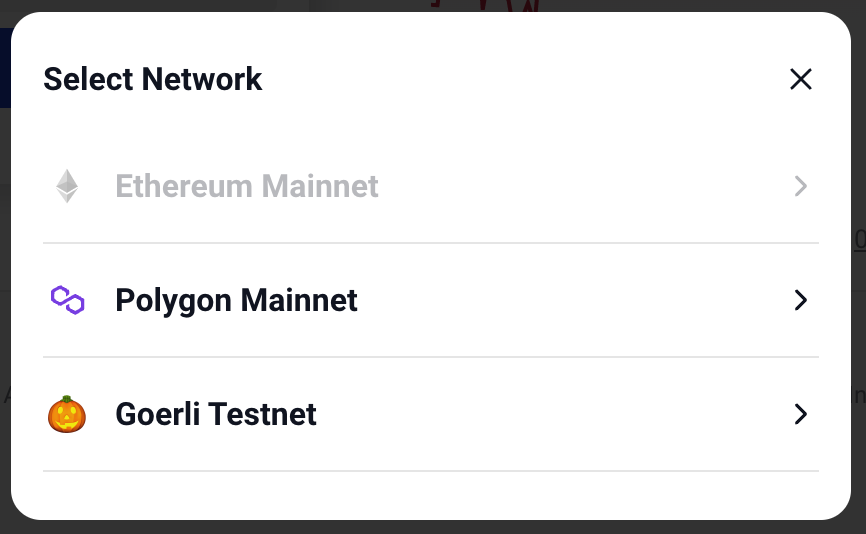 Select Network
Ethereum Mainnet
Polygon Mainnet
Goerli Testnet